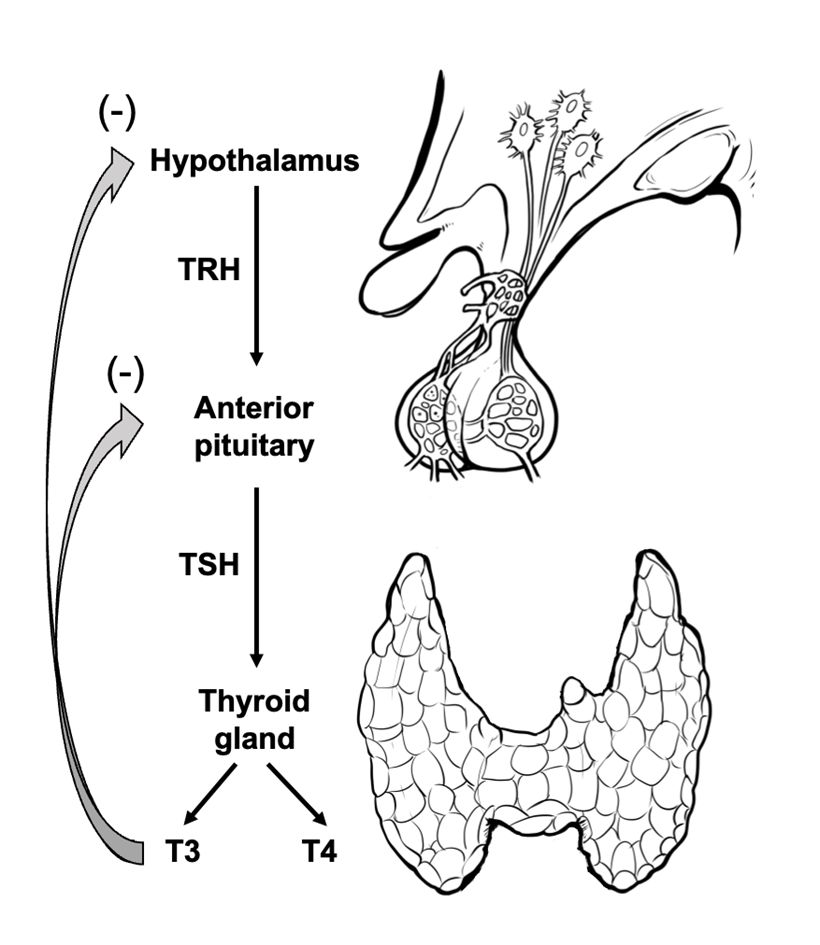 (-)
Hypothalamus
TRH
(-)
Anterior
pituitary
TSH
Thyroid
gland
T3 T4